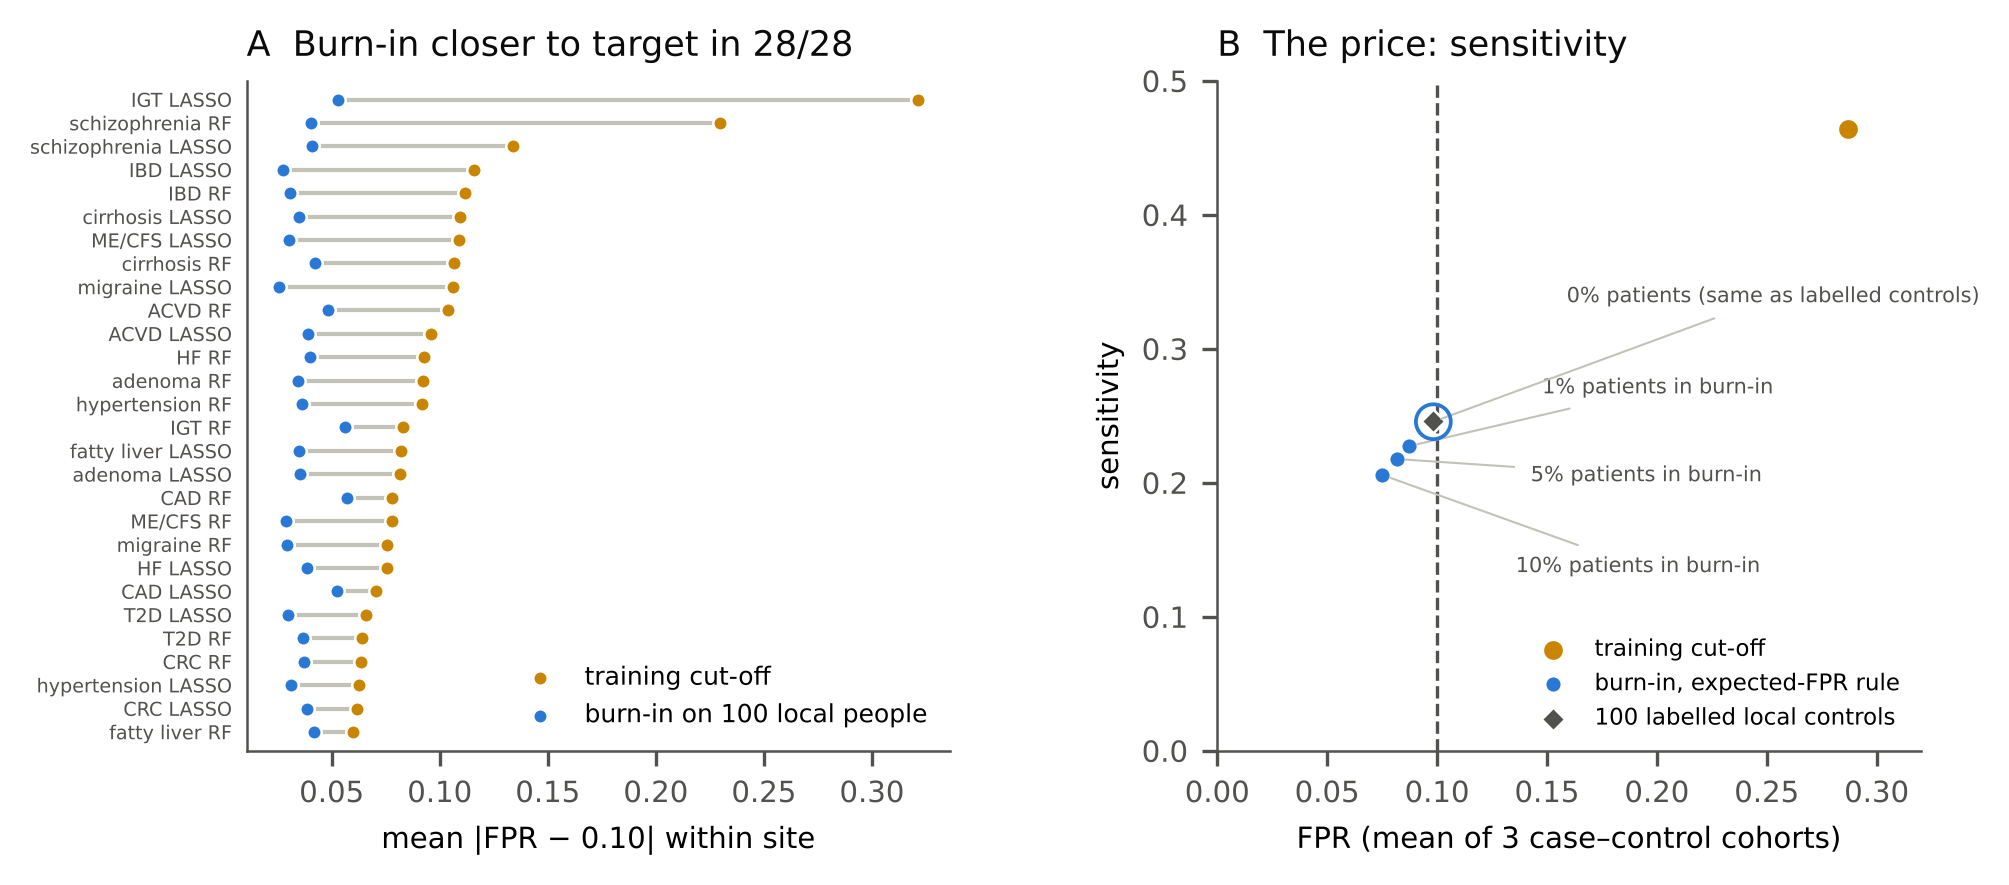 A Burn-in closer to target in 28/28
IGT LASSO
schizophrenia RF
schizophrenia LASSO
IBD LASSO
IBD RF
cirrhosis LASSO
ME/CFS LASSO
cirrhosis RF
migraine LASSO
ACVD RF
ACVD LASSO
HF RF
adenoma RF
hypertension RF
IGT RF
fatty liver LASSO
adenoma LASSO
CAD RF
ME/CFS RF
migraine RF
HF LASSO
CAD LASSO
T2D LASSO
T2D RF
CRC RF
hypertension LASSO
CRC LASSO
fatty liver RF
training cut-off
burn-in on 100 local people
0.05 0.10 0.15 0.20 0.25 0.30
mean |FPR − 0.10| within site
B The price: sensitivity
0.5
0.4
0.3
0.2
0.1
0.0
sensitivity
0% patients (same as labelled controls)
1% patients in burn-in
5% patients in burn-in
10% patients in burn-in
training cut-off
burn-in, expected-FPR rule
100 labelled local controls
0.00 0.05 0.10 0.15 0.20 0.25 0.30
FPR (mean of 3 case–control cohorts)